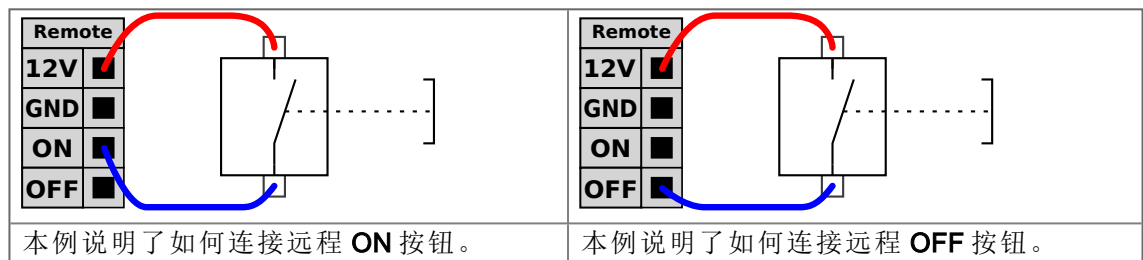 Remote
12V
GND
ON
OFF
本例说明了如何连接远程 ON 按钮。
Remote
12V
GND
ON
OFF
本例说明了如何连接远程 OFF 按钮。